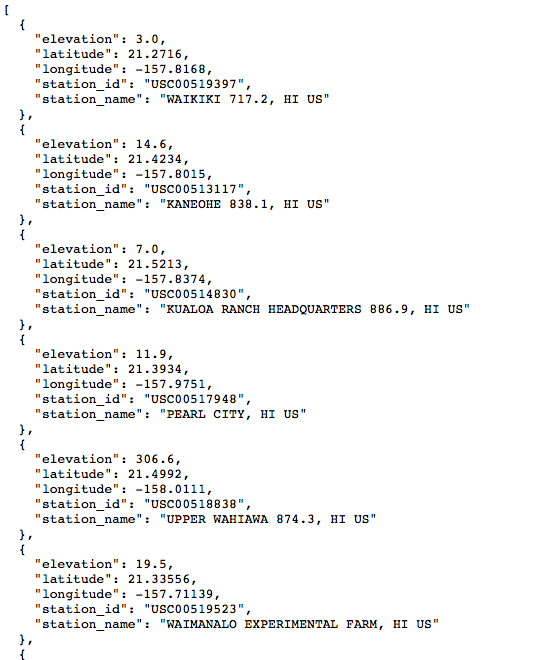 [
  {
    "elevation": 3.0,
    "latitude": 21.2716,
    "longitude": -157.8168,
    "station_id": "USC00519397",
    "station_name": "WAIKIKI 717.2, HI US"
  },
  {
    "elevation": 14.6,
    "latitude": 21.4234,
    "longitude": -157.8015,
    "station_id": "USC00513117",
    "station_name": "KANEOHE 838.1, HI US"
  },
  {
    "elevation": 7.0,
    "latitude": 21.5213,
    "longitude": -157.8374,
    "station_id": "USC00514830",
    "station_name": "KUALOA RANCH HEADQUARTERS 886.9, HI US"
  },
  {
    "elevation": 11.9,
    "latitude": 21.3934,
    "longitude": -157.9751,
    "station_id": "USC00517948",
    "station_name": "PEARL CITY, HI US"
  },
  {
    "elevation": 306.6,
    "latitude": 21.4992,
    "longitude": -158.0111,
    "station_id": "USC00518838",
    "station_name": "UPPER WAHIAWA 874.3, HI US"
  },
  {
    "elevation": 19.5,
    "latitude": 21.33556,
    "longitude": -157.71139,
    "station_id": "USC00519523",
    "station_name": "WAIMANALO EXPERIMENTAL FARM, HI US"
  },
  {